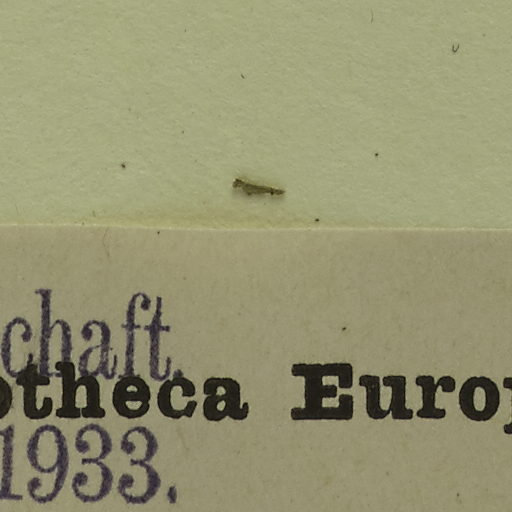 chaft.
otheca Europ
1933.